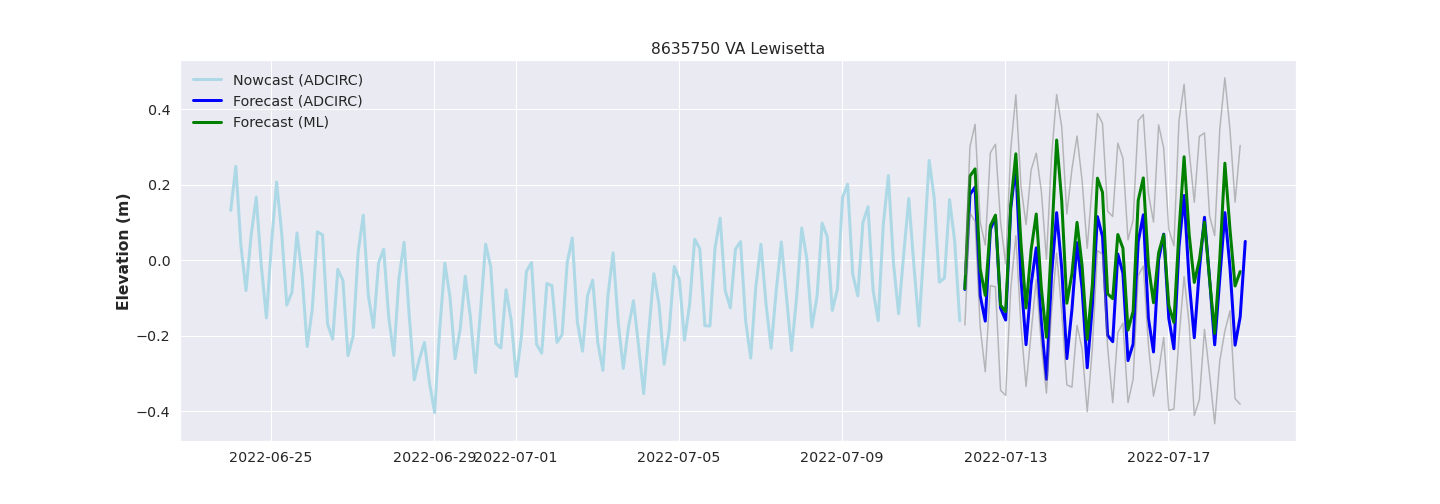 8635750 VA Lewisetta
Nowcast (ADCIRC)
Forecast (ADCIRC)
Forecast (ML)
Elevation (m)
0.4
0.2
0.0
−0.2
−0.4
2022-06-25
2022-06-29
2022-07-01
2022-07-05
2022-07-09
2022-07-13
2022-07-17